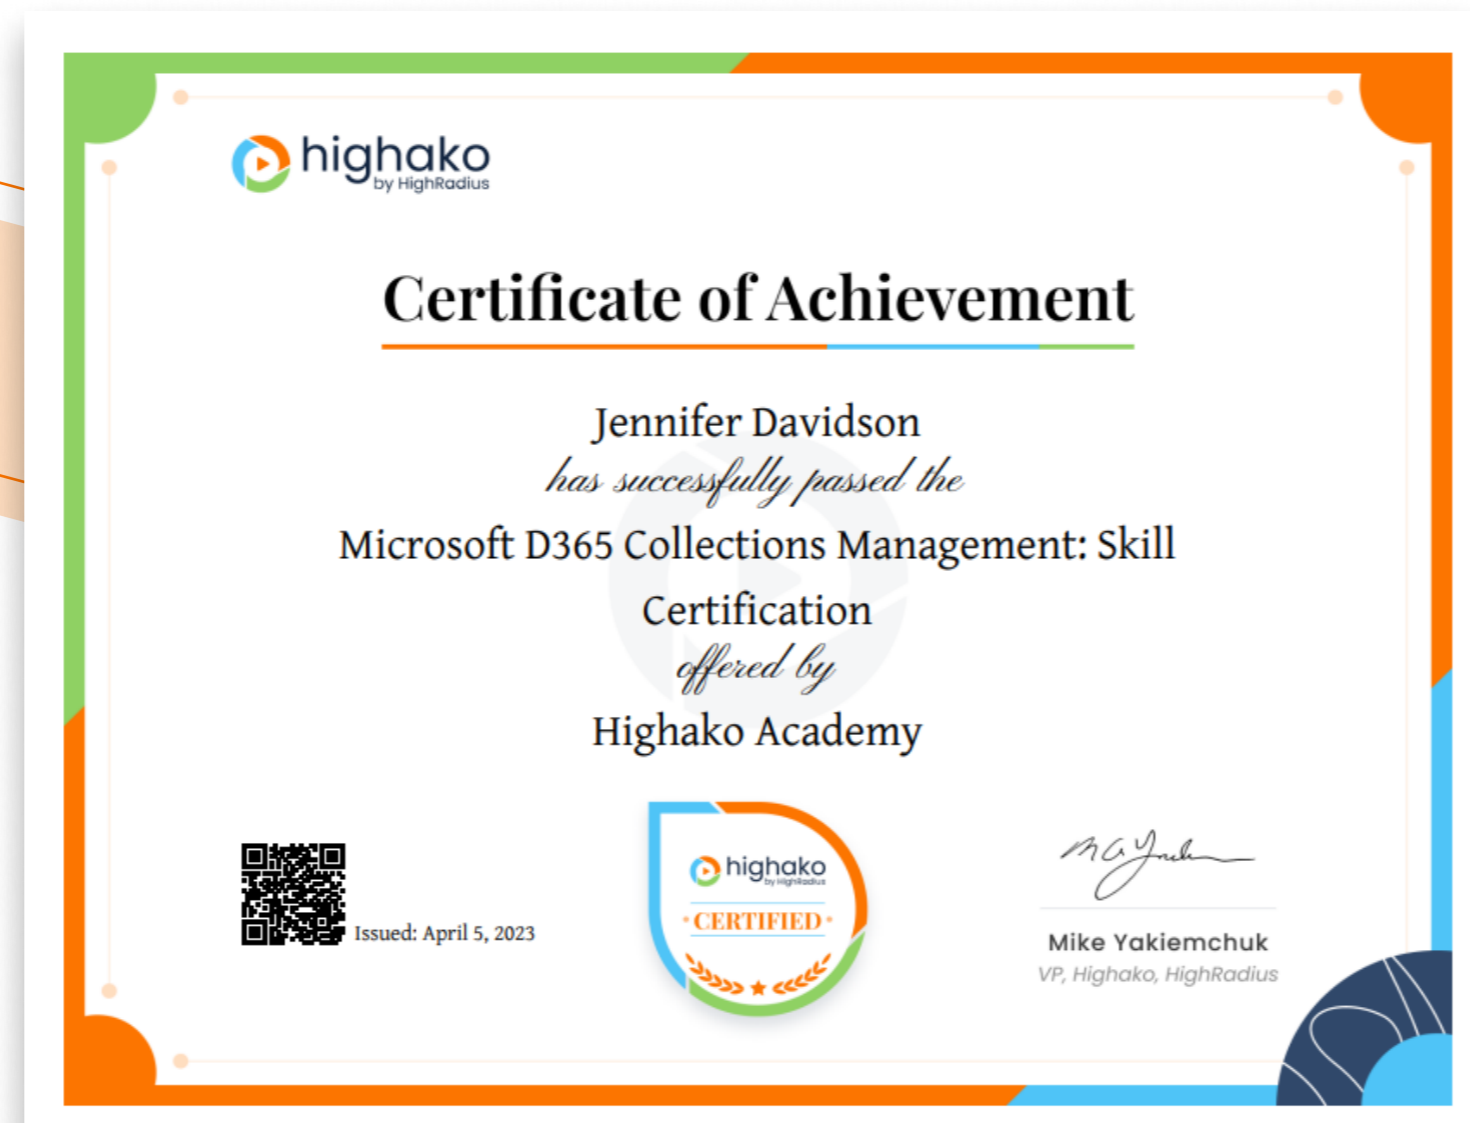 highako
by HighRadius
Certificate of Achievement
Jennifer Davidson
has successfully passed the
Microsoft D365 Collections Management: Skill
Certification
offered by
Highako Academy
Issued: April 5, 2023
highako
by HighRadius
CERTIFIED
Mike Yakiemchuk
VP, Highako, HighRadius